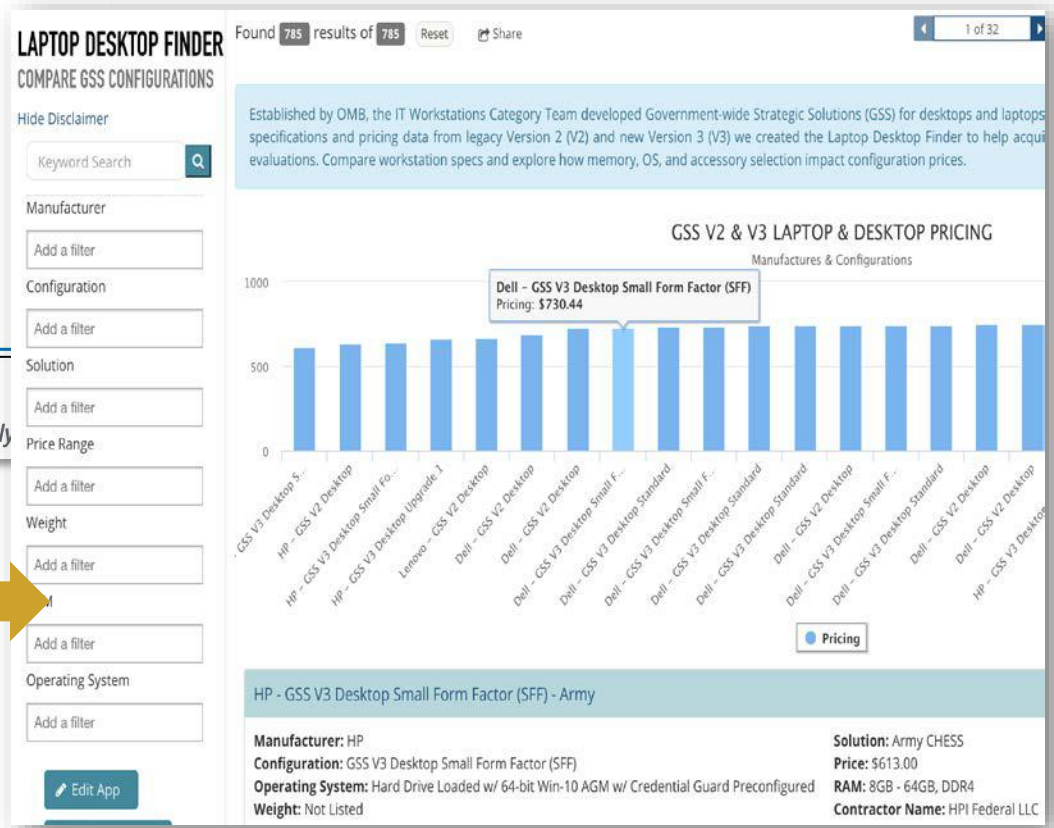 LAPTOP DESKTOP FINDER
COMPARE GSS CONFIGURATIONS
Hide Disclaimer
Keyword Search
Manufacturer
Add a filter
Configuration
Add a filter
Solution
Add a filter
ly
Price Range
Add a filter
Weight
Add a filter
M
Add a filter
Operating System
Add a filter
Edit App
Found 785 results of 785 Reset Share
1 of 32
Established by OMB, the IT Workstations Category Team developed Government-wide Strategic Solutions (GSS) for desktops and laptops
specifications and pricing data from legacy Version 2 (V2) and new Version 3 (V3) we created the Laptop Desktop Finder to help acqui
evaluations. Compare workstation specs and explore how memory, OS, and accessory selection impact configuration prices.
GSS V2 & V3 LAPTOP & DESKTOP PRICING
Manufactures & Configurations
1000
500
0
Dell - GSS V3 Desktop Small Form Factor (SFF)
Pricing: $730.44
- GSS V3 Desktop S...
HP - GSS V2 Desktop
HP - GSS V3 Desktop Small Fo...
HP - GSS V3 Desktop Upgrade 1
Lenovo - GSS V2 Desktop
Dell - GSS V2 Desktop
Dell - GSS V2 Desktop
Dell - GSS V3 Desktop Small F...
Dell - GSS V3 Desktop Standard
Dell - GSS V3 Desktop Small F...
Dell - GSS V3 Desktop Standard
Dell - GSS V3 Desktop Standard
Dell - GSS V2 Desktop
Dell - GSS V3 Desktop Small F...
Dell - GSS V3 Desktop Standard
Dell - GSS V2 Desktop
Dell - GSS V2 Desktop
HP - GSS V3 Desktop
Pricing
HP - GSS V3 Desktop Small Form Factor (SFF) - Army
Manufacturer: HP
Configuration: GSS V3 Desktop Small Form Factor (SFF)
Operating System: Hard Drive Loaded w/ 64-bit Win-10 AGM w/ Credential Guard Preconfigured
Weight: Not Listed
Solution: Army CHESS
Price: $613.00
RAM: 8GB - 64GB, DDR4
Contractor Name: HPI Federal LLC